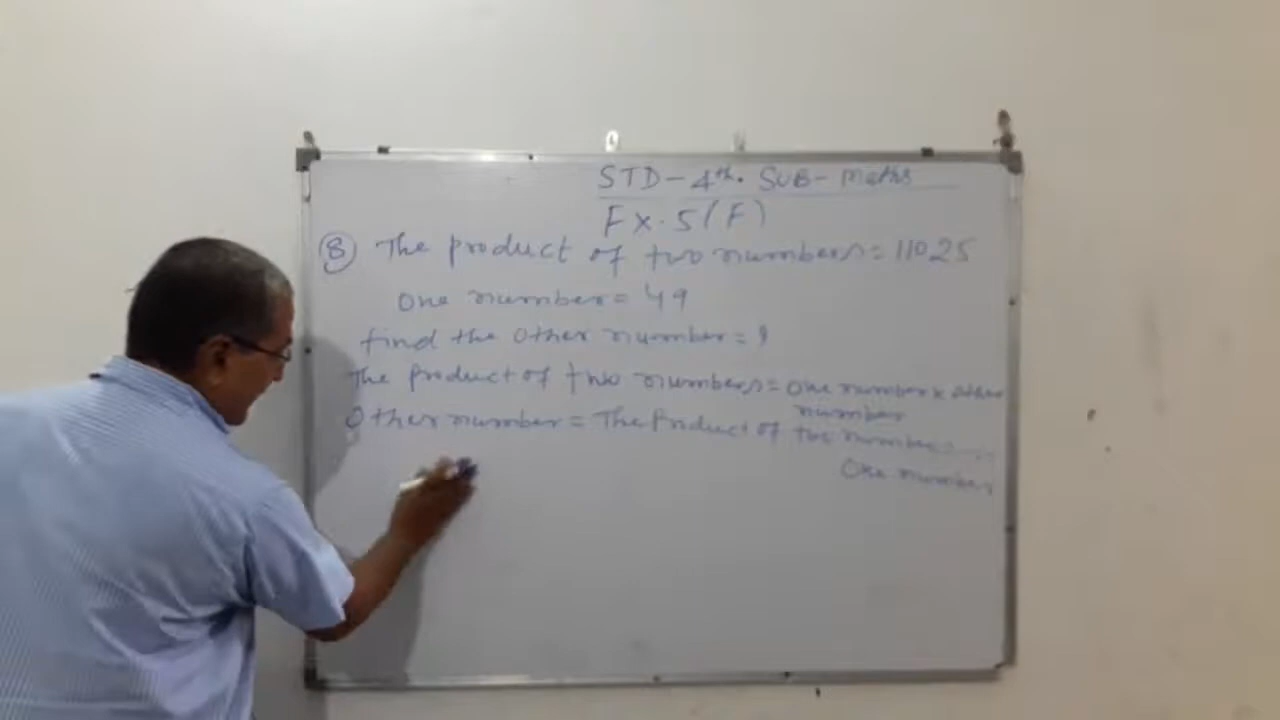 STD - 4th. SUB - Maths
Ex. 5(F)
(8) The product of two numbers = 11025
One number = 49
find the other number = ?
The product of two numbers = one number x other
number
Other number = The Product of two numbers
One number